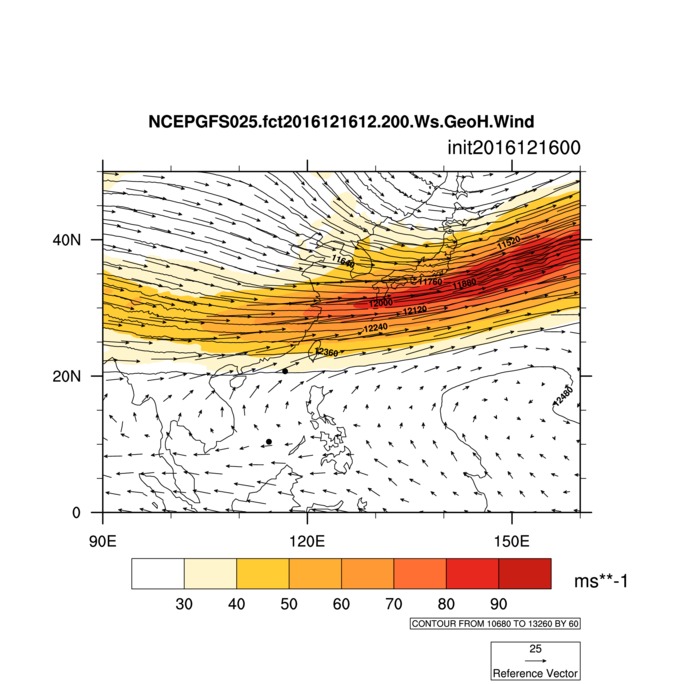 NCEPGFS025.fct2016121612.200.Ws.GeoH.Wind
init2016121600
40N
20N
0
11520
11640
11760
11880
12000
12120
12240
12360
12480
90E
120E
150E
30
40
50
60
70
80
90
ms**-1
CONTOUR FROM 10680 TO 13260 BY 60
25
Reference Vector